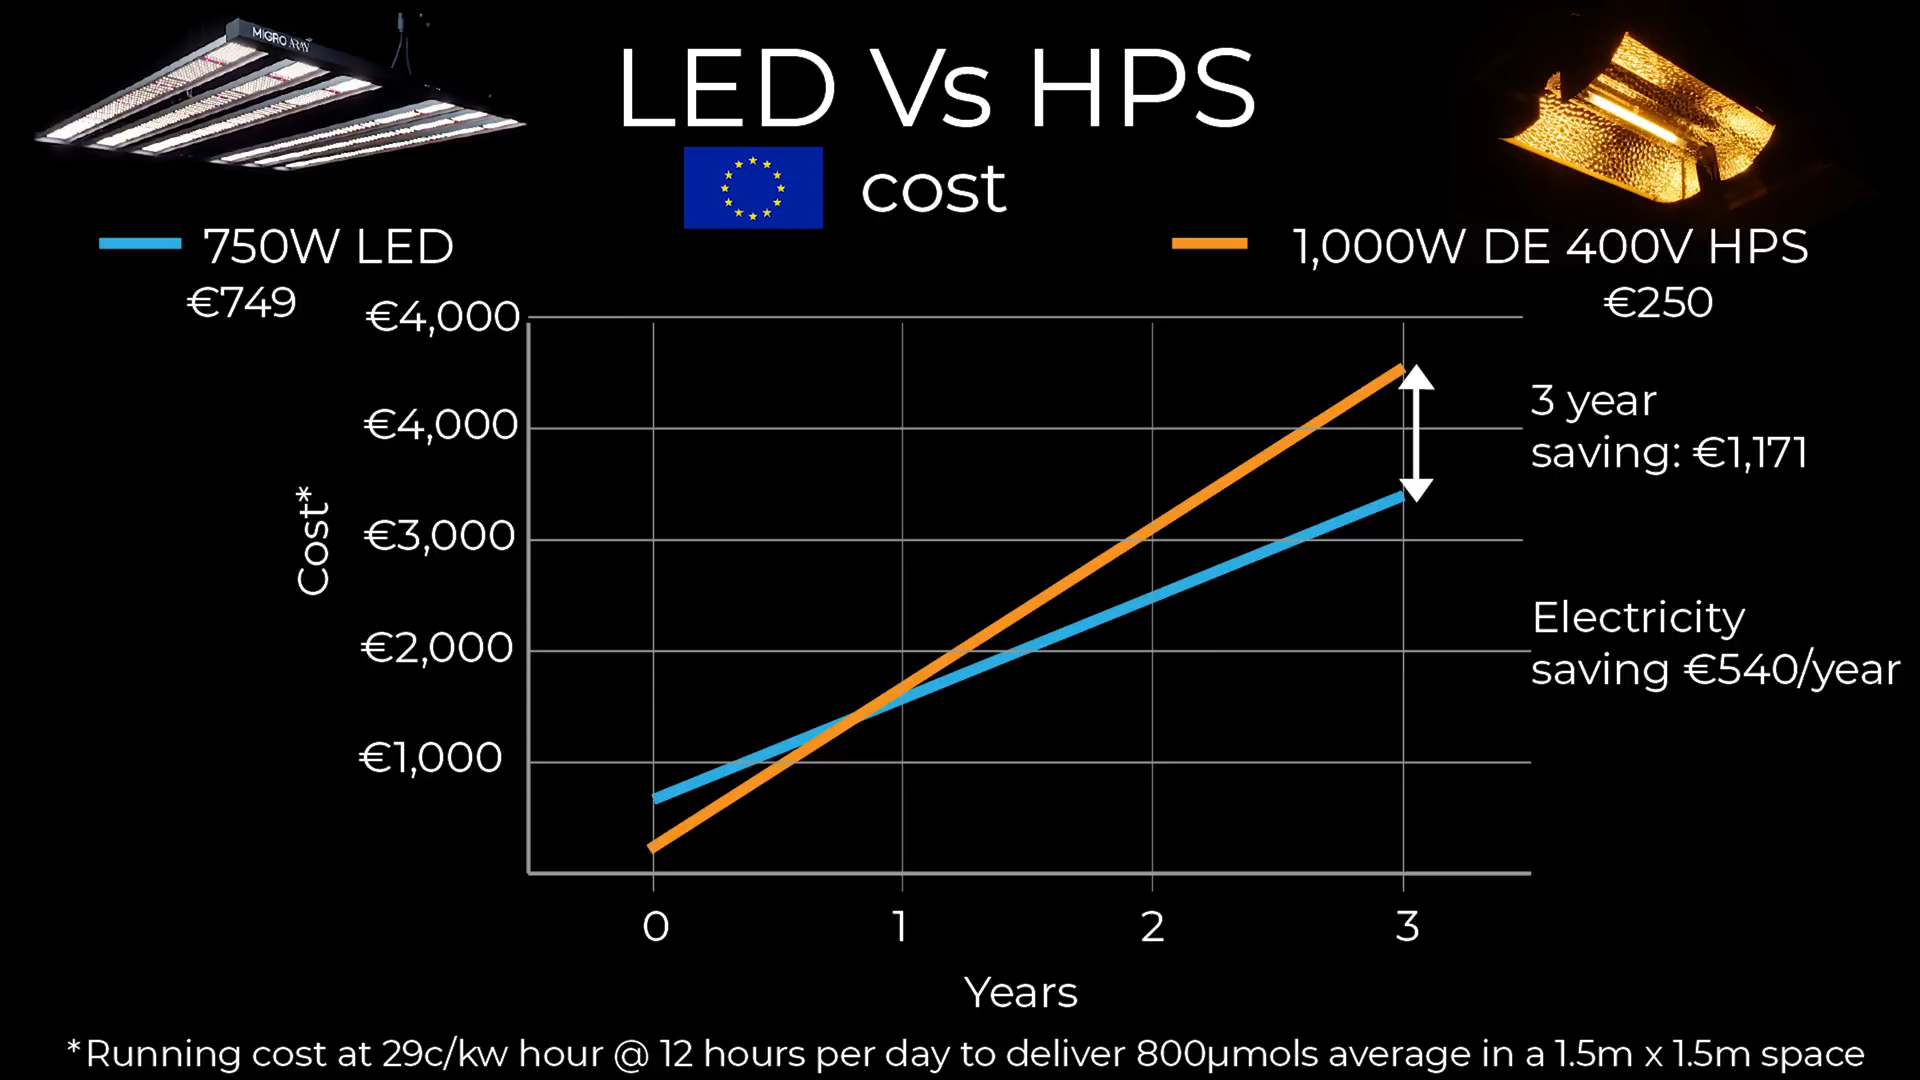 MIGRO ARRAY
LED Vs HPS
cost
750W LED
€749
1,000W DE 400V HPS
€250
€4,000
€4,000
€3,000
€2,000
€1,000
Cost*
3 year
saving: €1,171
Electricity
saving €540/year
0 1 2 3
Years
*Running cost at 29c/kw hour @ 12 hours per day to deliver 800µmols average in a 1.5m x 1.5m space